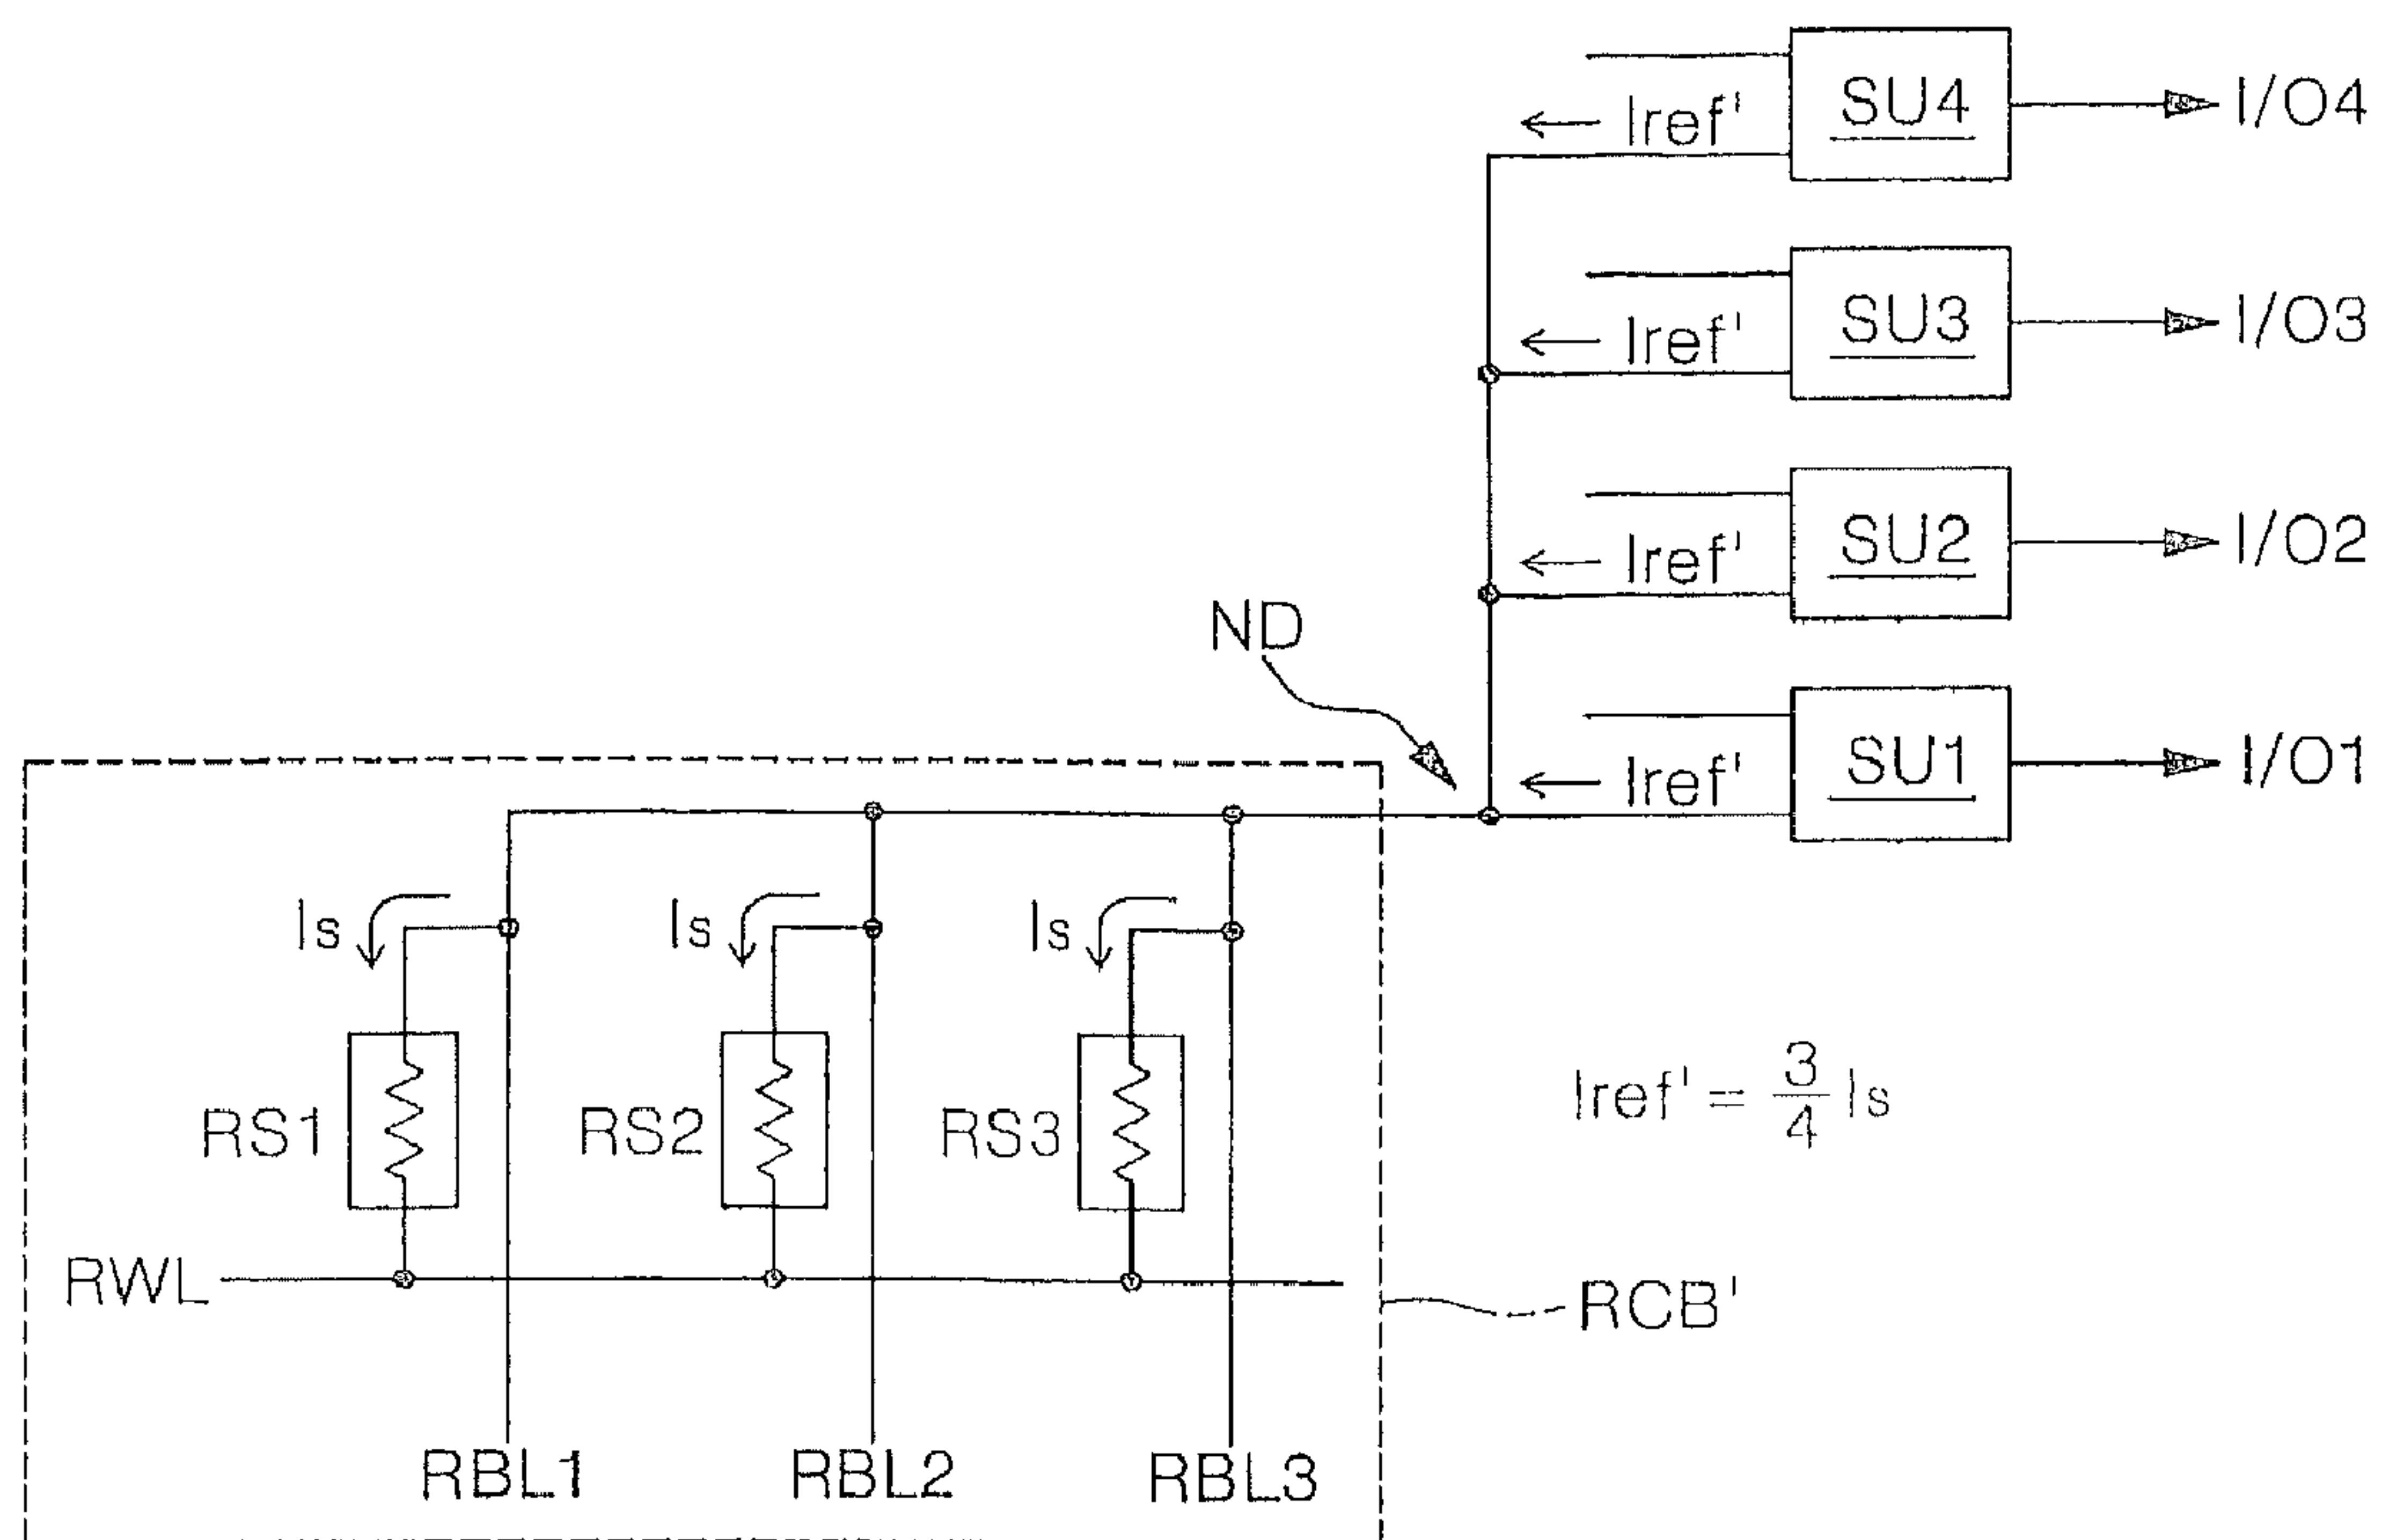 SU4
I/O4
Iref'
SU3
I/O3
Iref'
SU2
I/O2
Iref'
ND
SU1
I/O1
Iref'
Is
Is
Is
RS1
RS2
RS3
Iref' = 3/4 Is
RWL
RCB'
RBL1
RBL2
RBL3